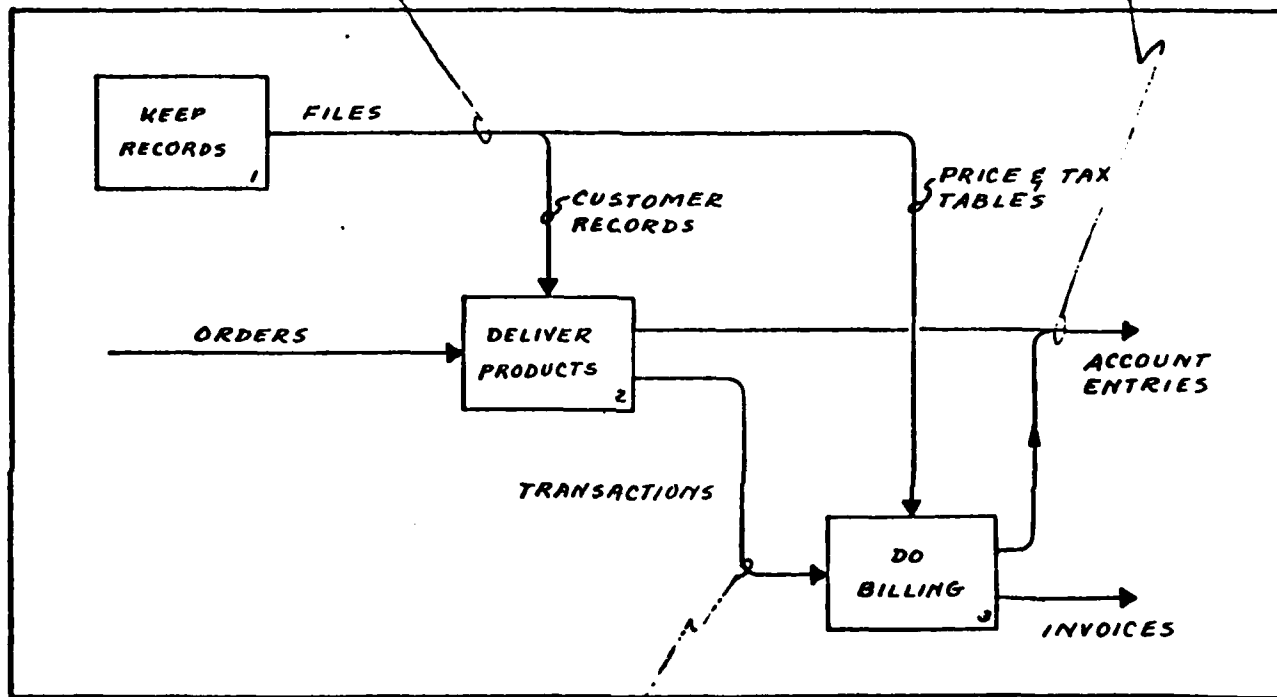 KEEP
RECORDS
1
FILES
CUSTOMER
RECORDS
PRICE & TAX
TABLES
ORDERS
DELIVER
PRODUCTS
2
ACCOUNT
ENTRIES
TRANSACTIONS
DO
BILLING
3
INVOICES